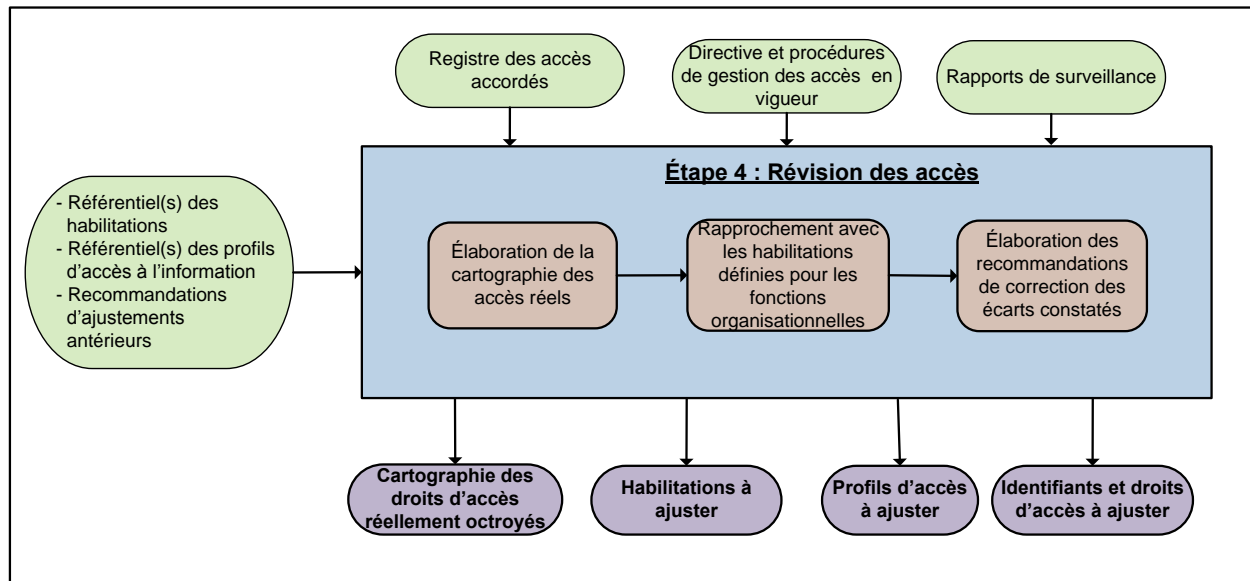 Registre des accès
accordés
Directive et procédures
de gestion des accès en
vigueur
Rapports de surveillance
- Référentiel(s) des
habilitations
- Référentiel(s) des profils
d'accès à l'information
- Recommandations
d'ajustements
antérieurs
Étape 4 : Révision des accès
Élaboration de la
cartographie des
accès réels
Rapprochement avec
les habilitations
définies pour les
fonctions
organisationnelles
Élaboration des
recommandations
de correction des
écarts constatés
Cartographie des
droits d'accès
réellement octroyés
Habilitations à
ajuster
Profils d'accès
à ajuster
Identifiants et droits
d'accès à ajuster